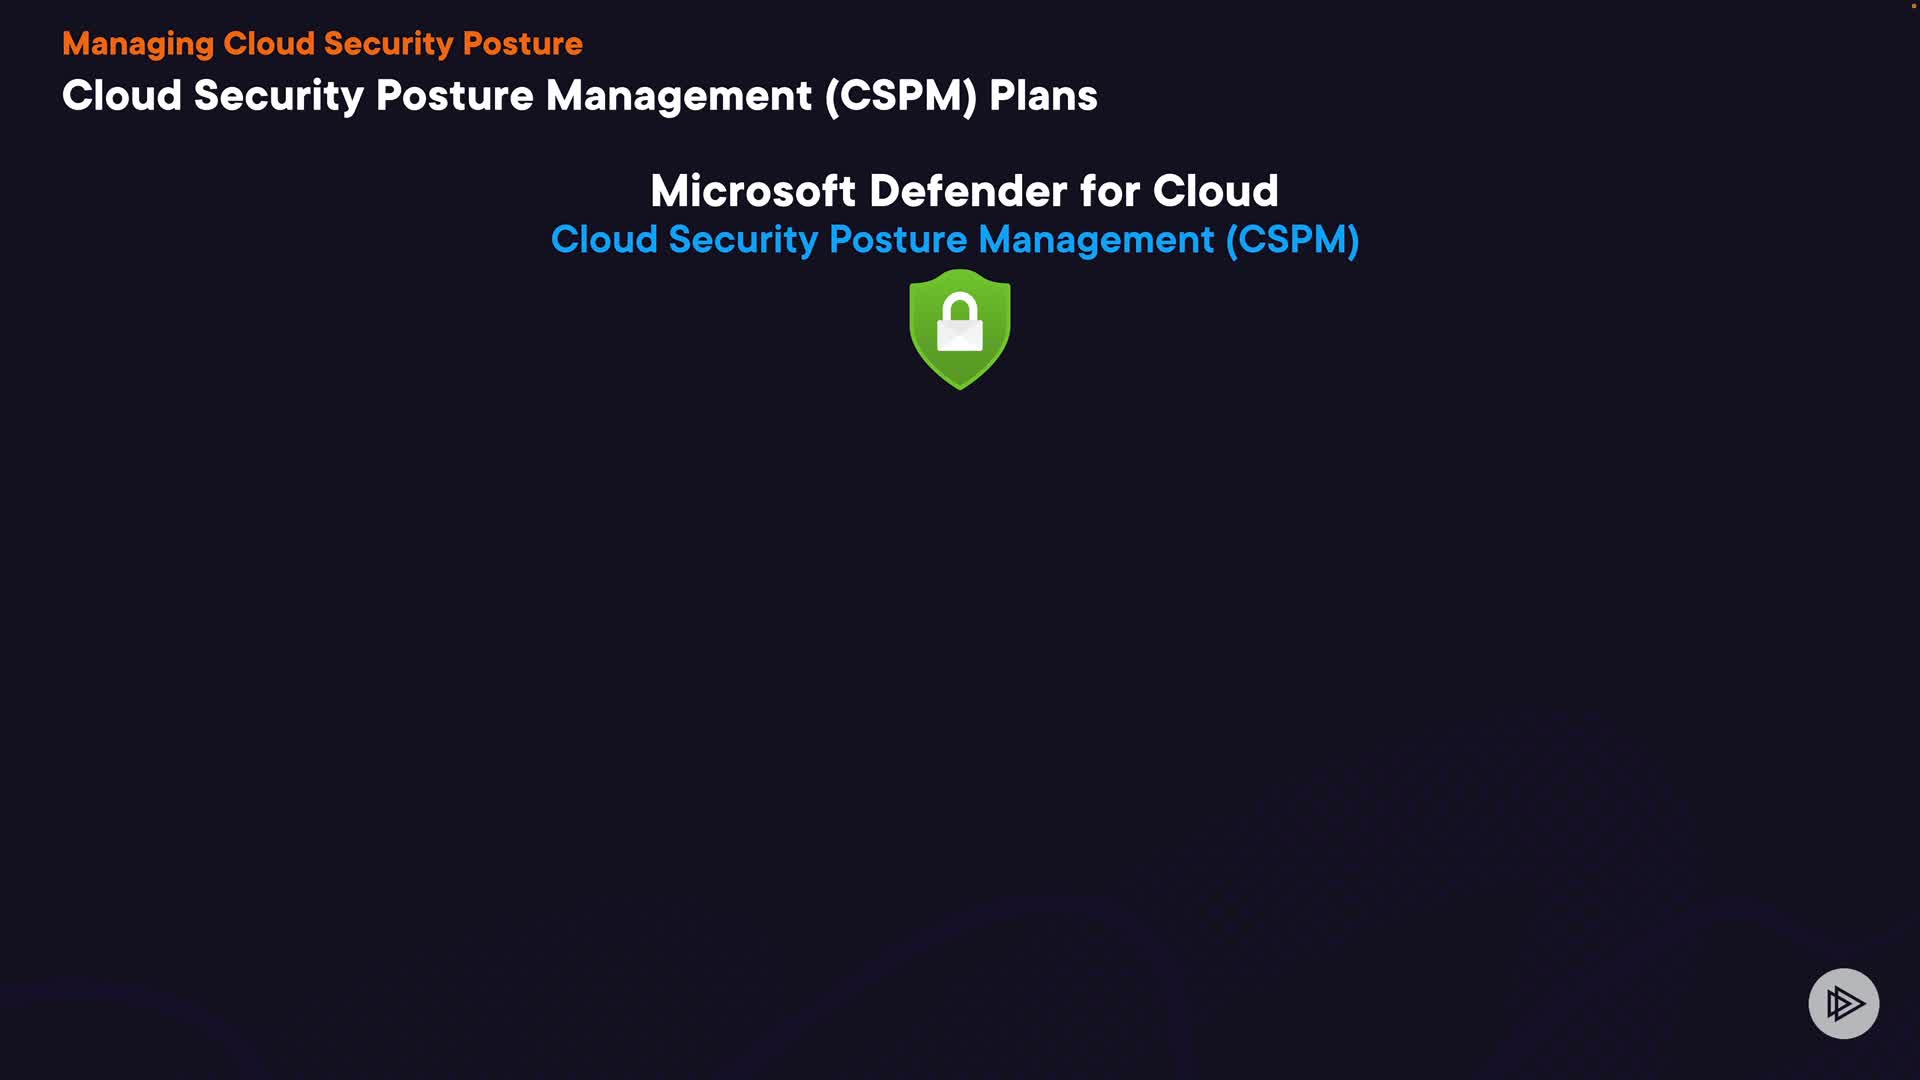 Managing Cloud Security Posture
Cloud Security Posture Management (CSPM) Plans
Microsoft Defender for Cloud
Cloud Security Posture Management (CSPM)